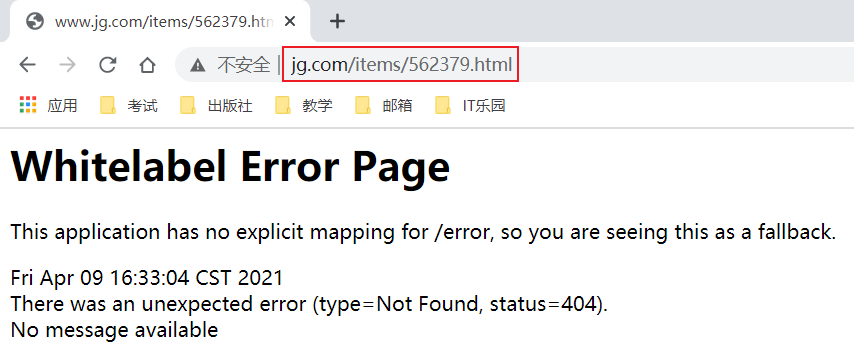 www.jg.com/items/562379.htm
不安全 | jg.com/items/562379.html
应用 考试 出版社 教学 邮箱 IT乐园
Whitelabel Error Page
This application has no explicit mapping for /error, so you are seeing this as a fallback.
Fri Apr 09 16:33:04 CST 2021
There was an unexpected error (type=Not Found, status=404).
No message available